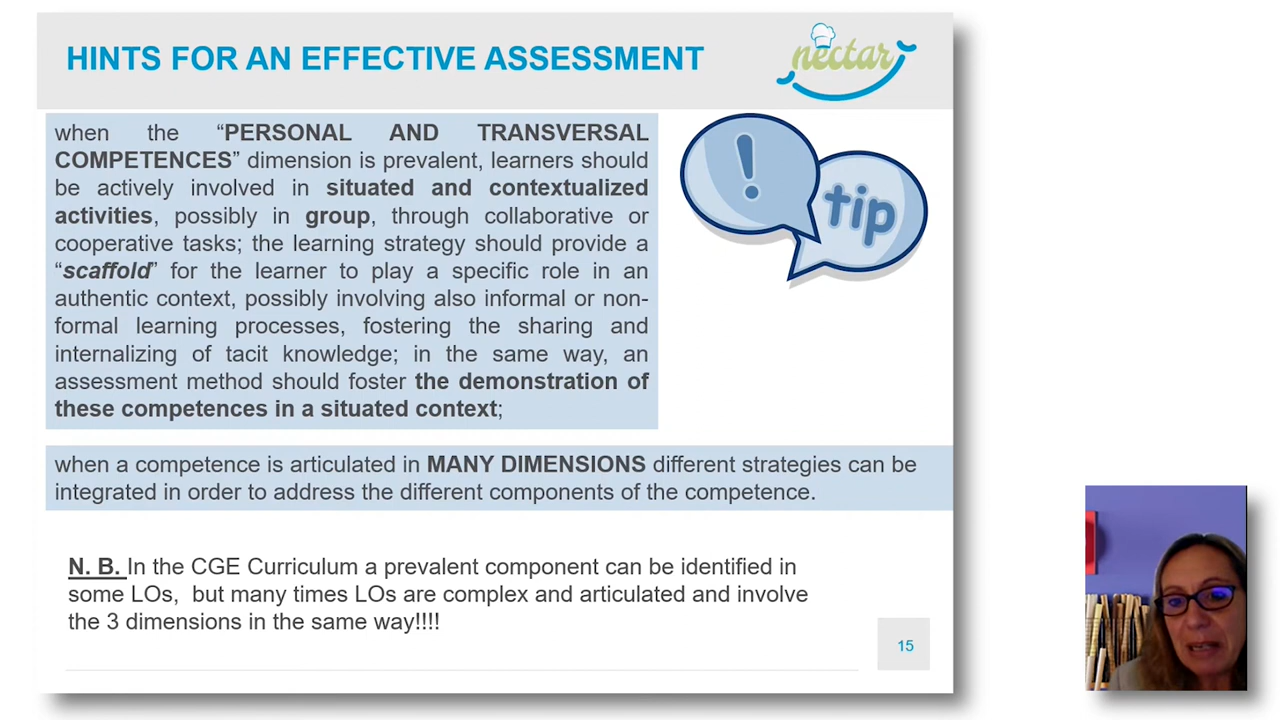 HINTS FOR AN EFFECTIVE ASSESSMENT
nectar
when the “PERSONAL AND TRANSVERSAL
COMPETENCES” dimension is prevalent, learners should
be actively involved in situated and contextualized
activities, possibly in group, through collaborative or
cooperative tasks; the learning strategy should provide a
“scaffold” for the learner to play a specific role in an
authentic context, possibly involving also informal or non-
formal learning processes, fostering the sharing and
internalizing of tacit knowledge; in the same way, an
assessment method should foster the demonstration of
these competences in a situated context;
! tip
when a competence is articulated in MANY DIMENSIONS different strategies can be
integrated in order to address the different components of the competence.
N. B. In the CGE Curriculum a prevalent component can be identified in
some LOs, but many times LOs are complex and articulated and involve
the 3 dimensions in the same way!!!!
15